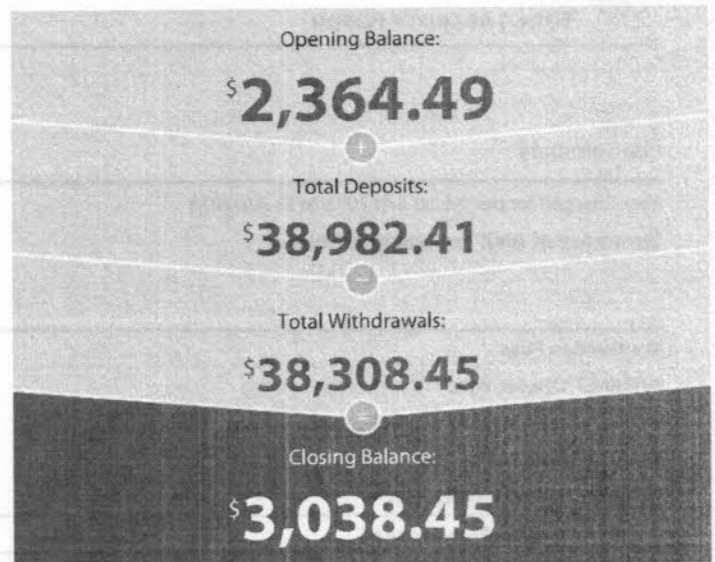 Opening Balance:
$2,364.49
+
Total Deposits:
$38,982.41
−
Total Withdrawals:
$38,308.45
=
Closing Balance:
$3,038.45